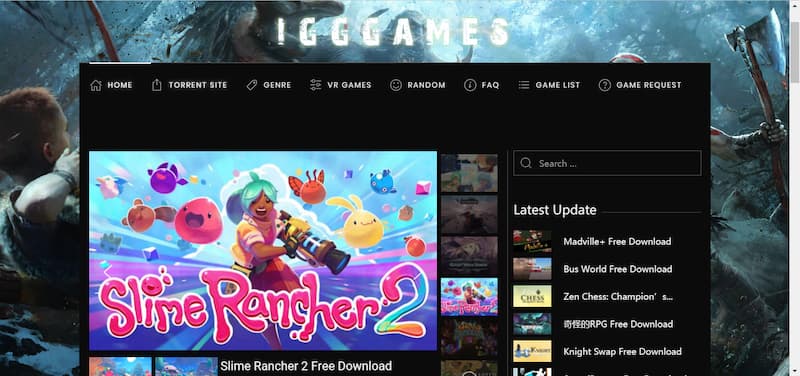 IGGGAMES
HOME TORRENT SITE GENRE VR GAMES RANDOM FAQ GAME LIST GAME REQUEST
Search ...
Slime Rancher 2
Latest Update
Madville+ Free Download
Bus World Free Download
Zen Chess: Champion's...
CHESS
奇怪的RPG Free Download
Knight Swap Free Download
KNIGHT
Slime Rancher 2 Free Download